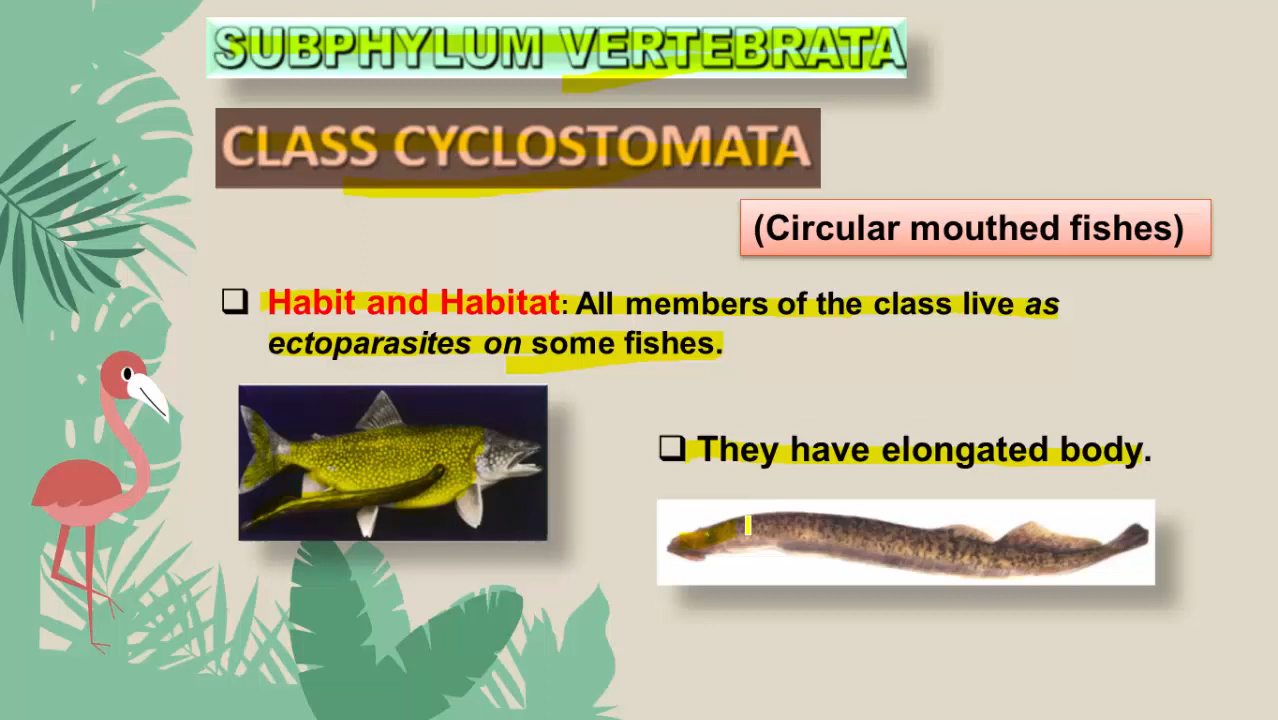 SUBPHYLUM VERTEBRATA
CLASS CYCLOSTOMATA
(Circular mouthed fishes)
Habit and Habitat: All members of the class live as
ectoparasites on some fishes.
They have elongated body.